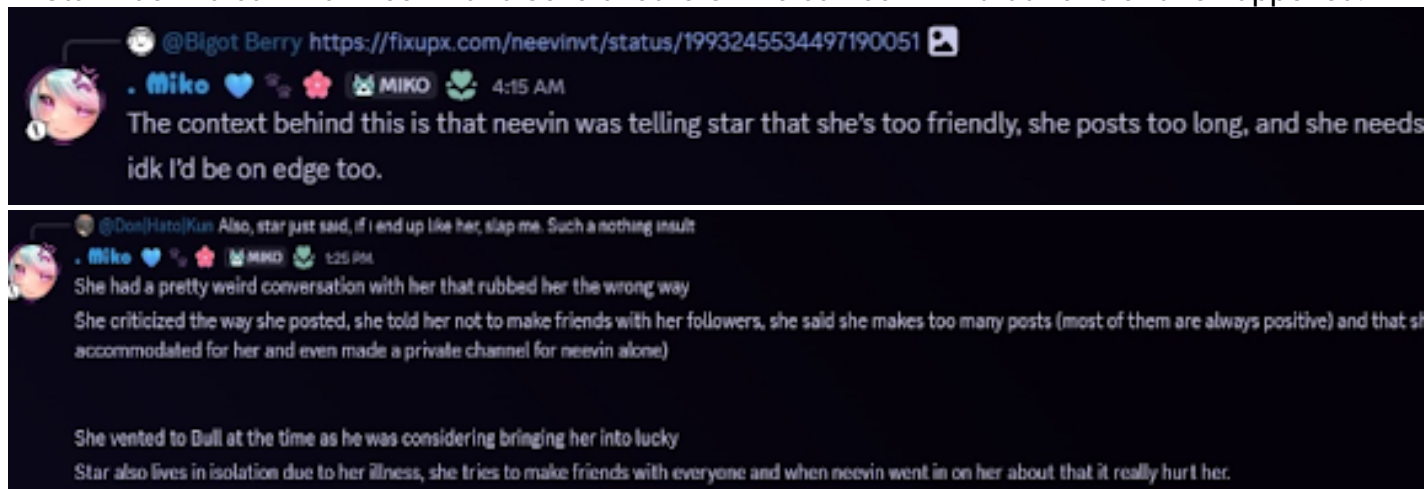 @Bigot Berry https://fixupx.com/neevinvt/status/1993245534497190051
. Miko MIKO 4:15 AM
The context behind this is that neevin was telling star that she's too friendly, she posts too long, and she needs
idk I'd be on edge too.
@Don|Hato|Kun Also, star just said, if i end up like her, slap me. Such a nothing insult
. Miko MIKO 1:25 PM
She had a pretty weird conversation with her that rubbed her the wrong way
She criticized the way she posted, she told her not to make friends with her followers, she said she makes too many posts (most of them are always positive) and that sh
accommodated for her and even made a private channel for neevin alone)
She vented to Bull at the time as he was considering bringing her into lucky
Star also lives in isolation due to her illness, she tries to make friends with everyone and when neevin went in on her about that it really hurt her.